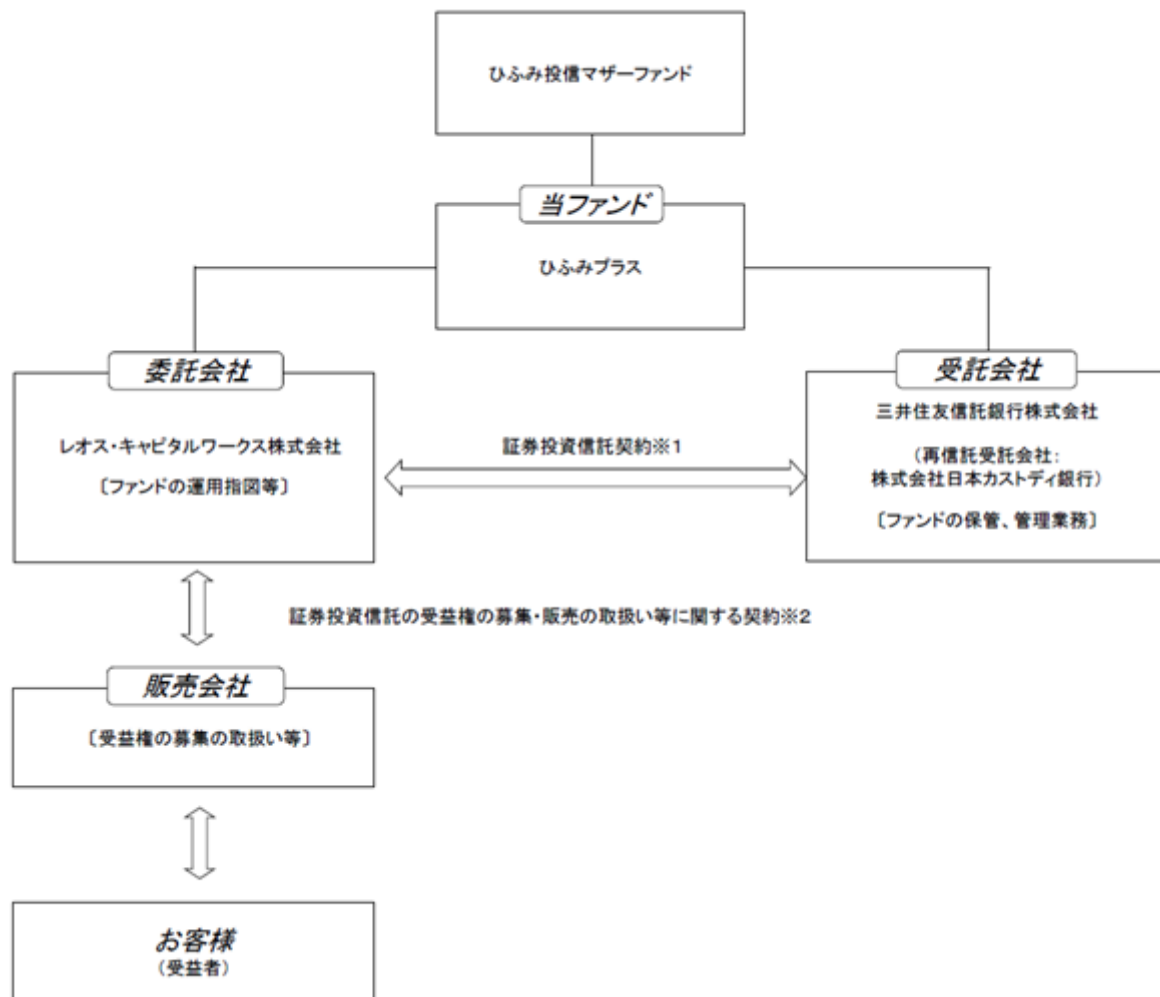 ひふみ投信マザーファンド
当ファンド
ひふみプラス
委託会社
レオス・キャピタルワークス株式会社
〔ファンドの運用指図等〕
証券投資信託契約※1
受託会社
三井住友信託銀行株式会社
(再信託受託会社:
株式会社日本カストディ銀行)
〔ファンドの保管、管理業務〕
証券投資信託の受益権の募集・販売の取扱い等に関する契約※2
販売会社
〔受益権の募集の取扱い等〕
お客様
(受益者)